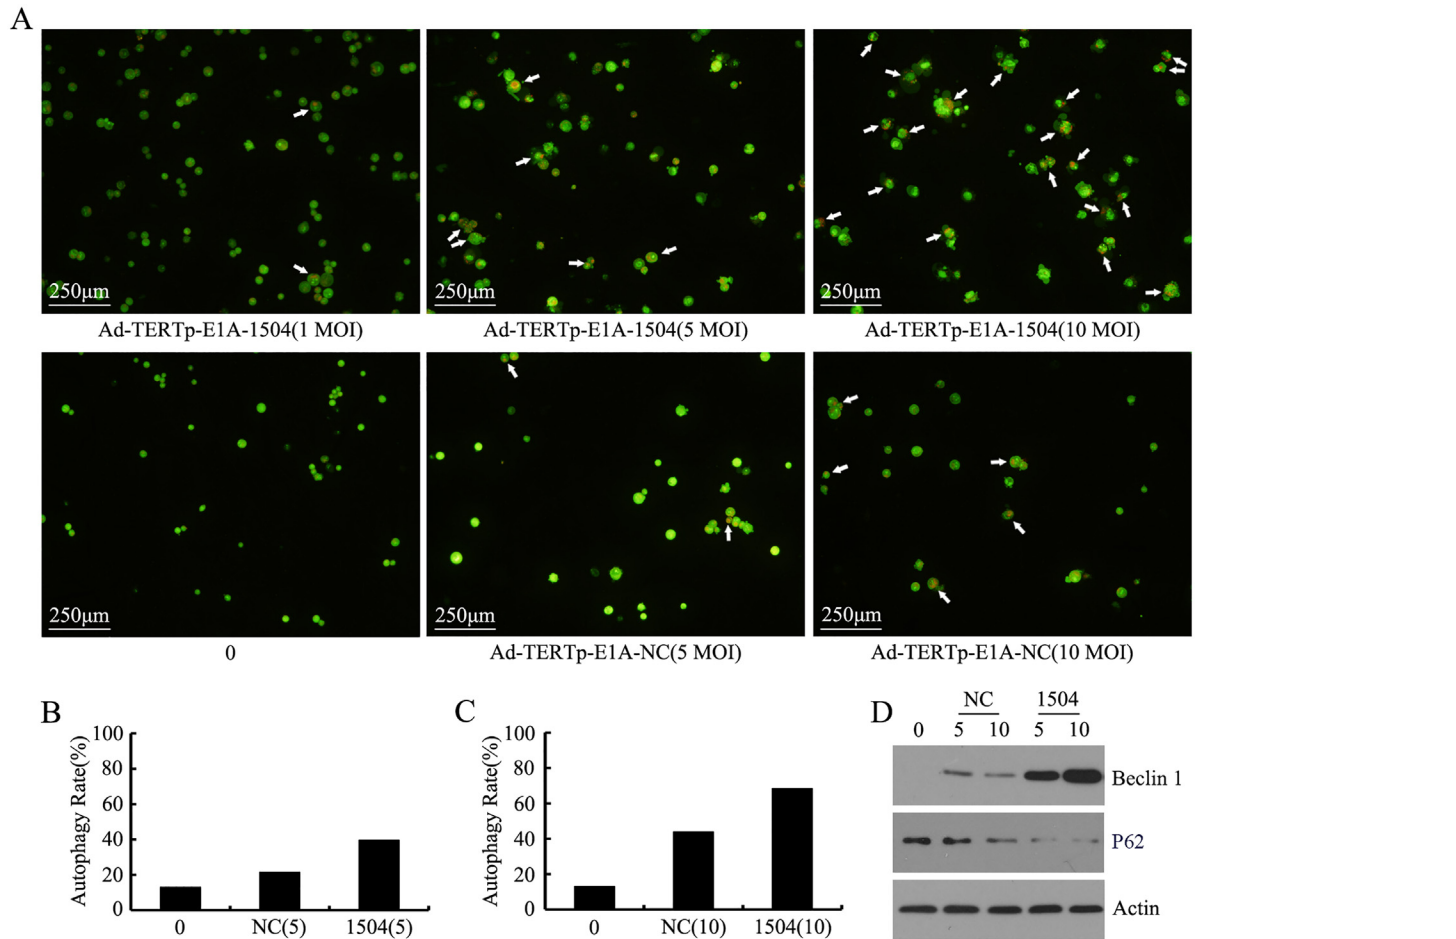 A
250μm
250μm
250μm
Ad-TERTp-E1A-1504(1 MOI)
Ad-TERTp-E1A-1504(5 MOI)
Ad-TERTp-E1A-1504(10 MOI)
250μm
250μm
250μm
0
Ad-TERTp-E1A-NC(5 MOI)
Ad-TERTp-E1A-NC(10 MOI)
B
Autophagy Rate(%)
100
80
60
40
20
0
0
NC(5)
1504(5)
C
Autophagy Rate(%)
100
80
60
40
20
0
0
NC(10)
1504(10)
D
NC
1504
0 5 10 5 10
Beclin 1
P62
Actin